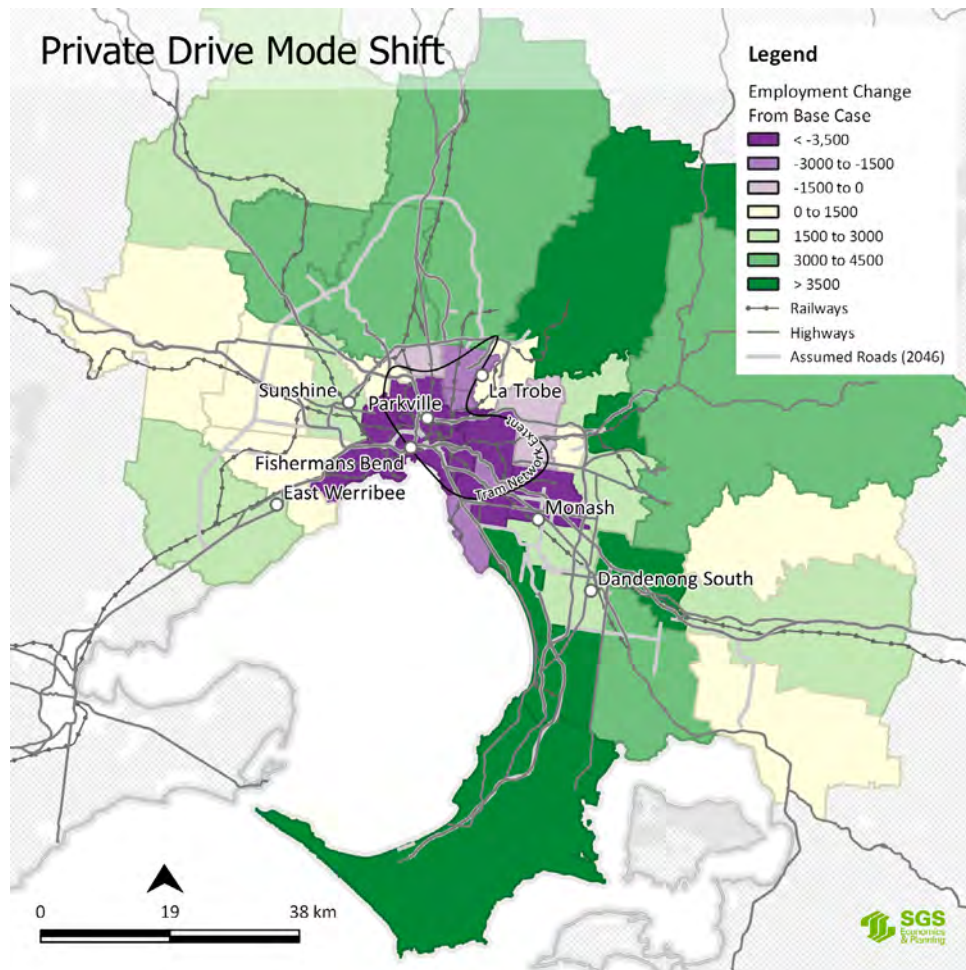 Private Drive Mode Shift
Legend
Employment Change
From Base Case
< -3,500
-3000 to -1500
-1500 to 0
0 to 1500
1500 to 3000
3000 to 4500
> 3500
Railways
Highways
Assumed Roads (2046)
La Trobe
Sunshine
Parkville
Tram Network Extent
Fishermans Bend
East Werribee
Monash
Dandenong South
0 19 38 km
SGS
Economics
& Planning